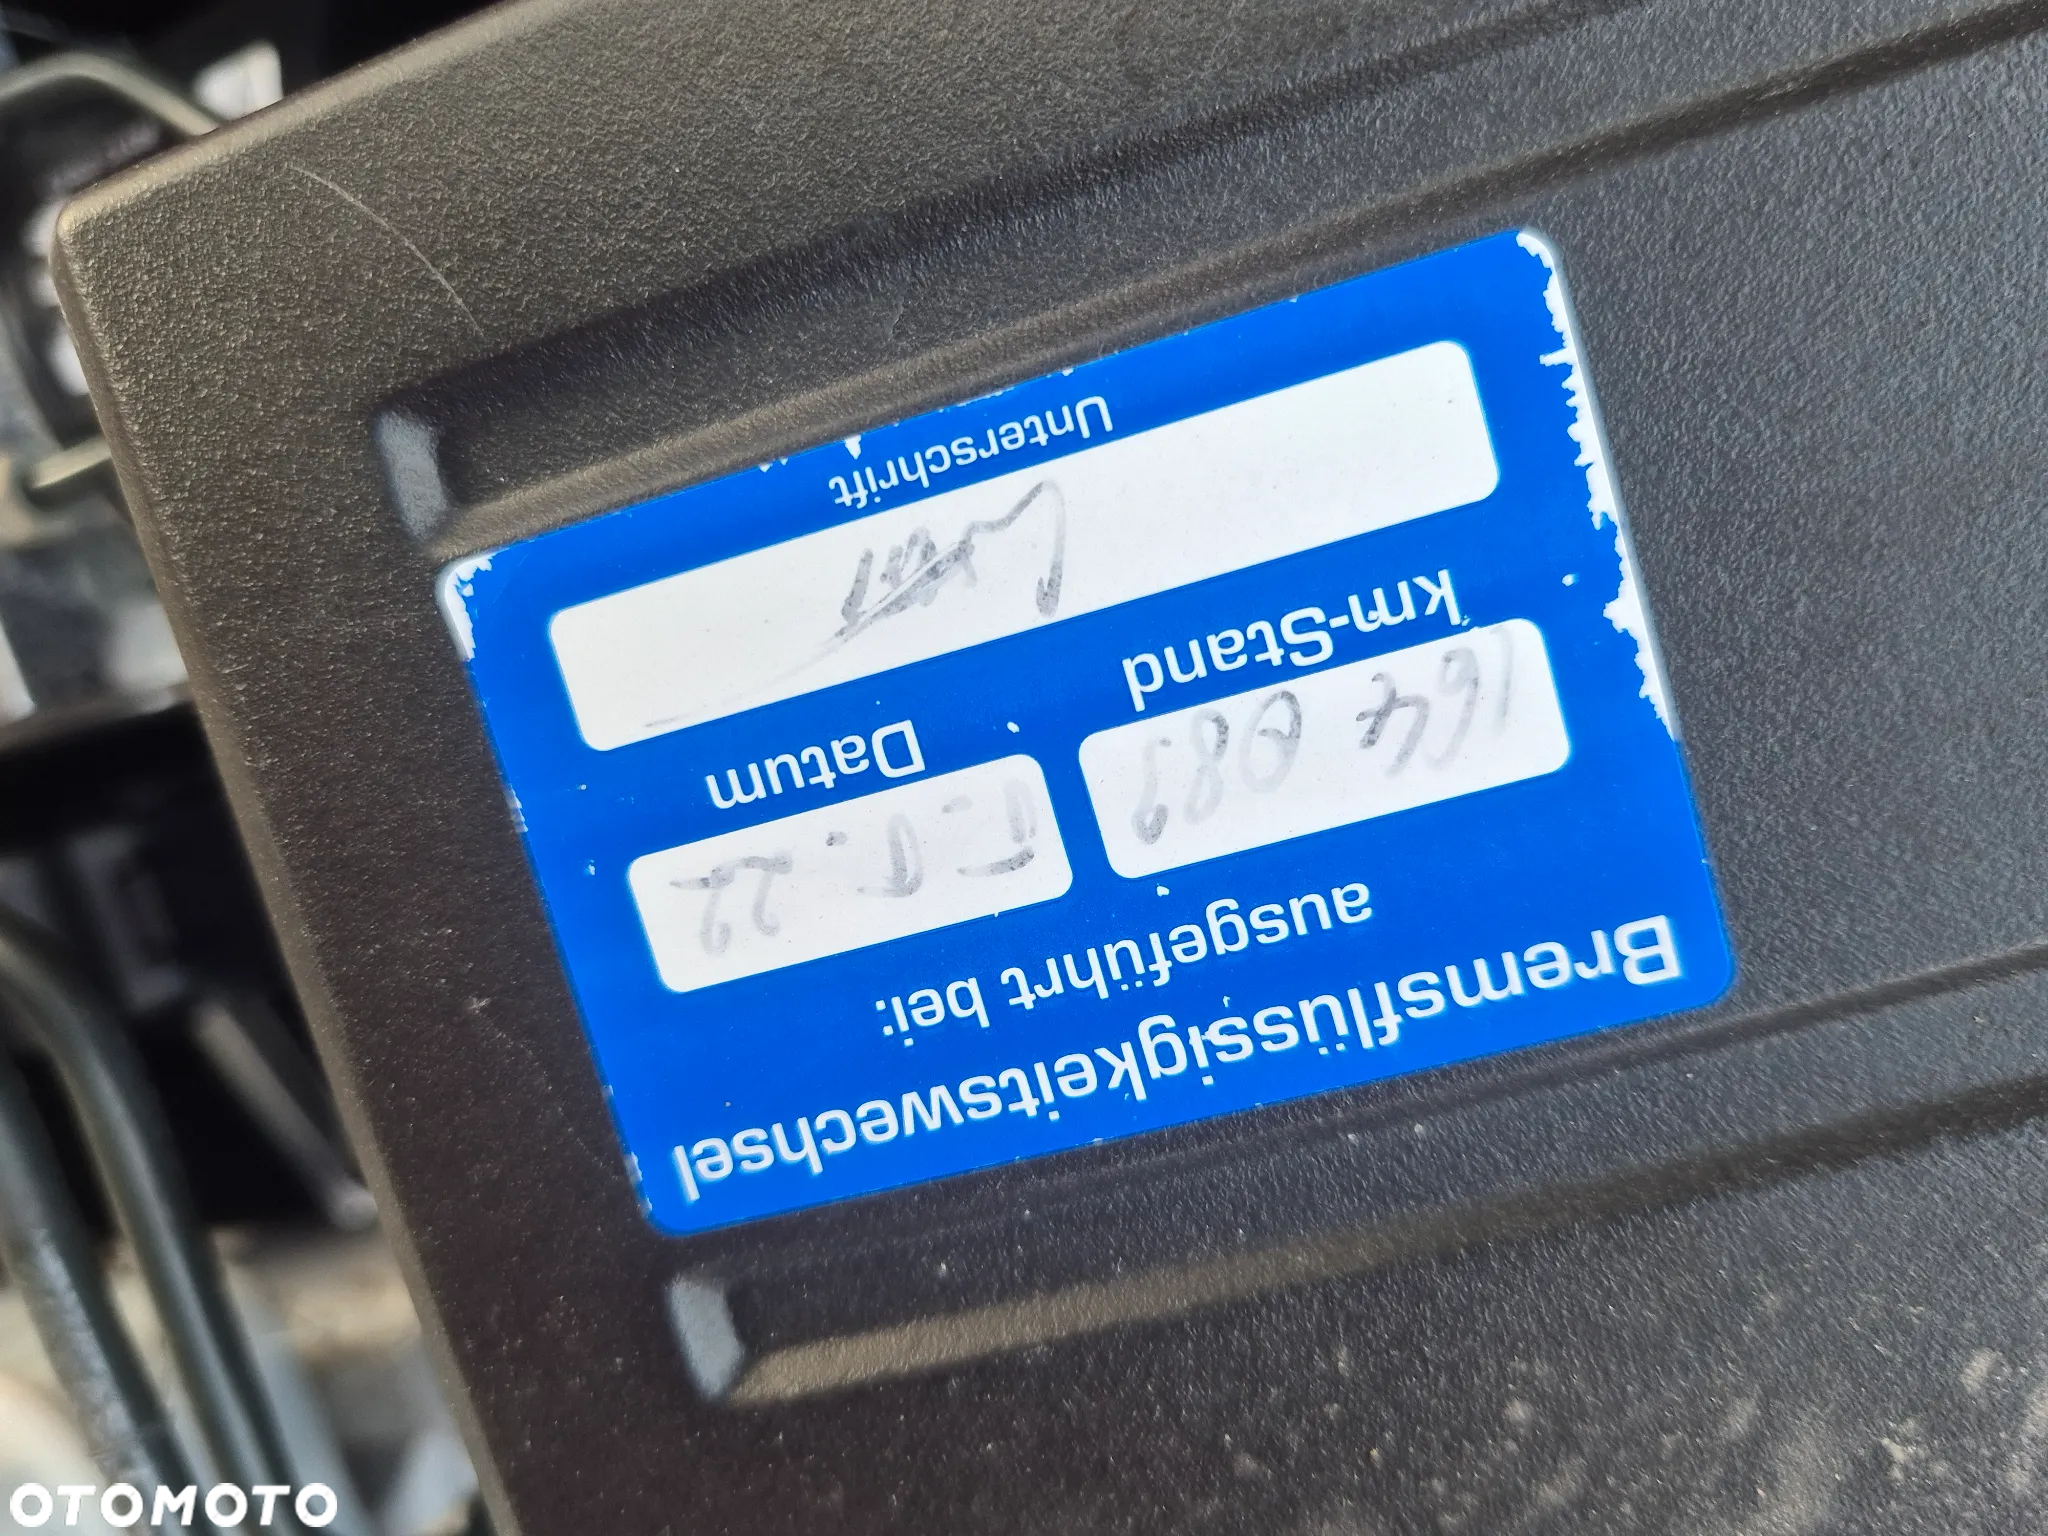 Bremsflüssigkeitswechsel
ausgeführt bei:
164 089
km-Stand
Datum
Unterschrift
OTOMOTO